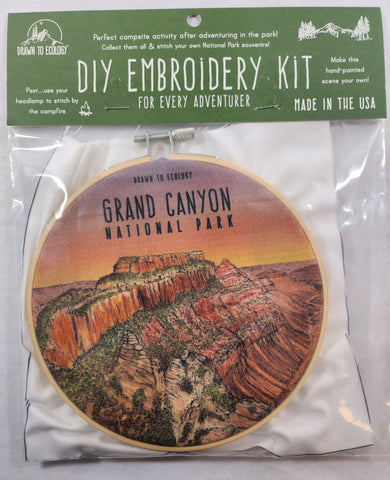 Perfect campsite activity after adventuring in the park!
Collect them all & stitch your own National Park souvenirs!
DRAWN TO ECOLOGY
DIY EMBROIDERY KIT
FOR EVERY ADVENTURER
Psst...use your
headlamp to stitch by
the campfire
Make this
hand-painted
scene your own!
MADE IN THE USA
DRAWN TO ECOLOGY
GRAND CANYON
NATIONAL PARK